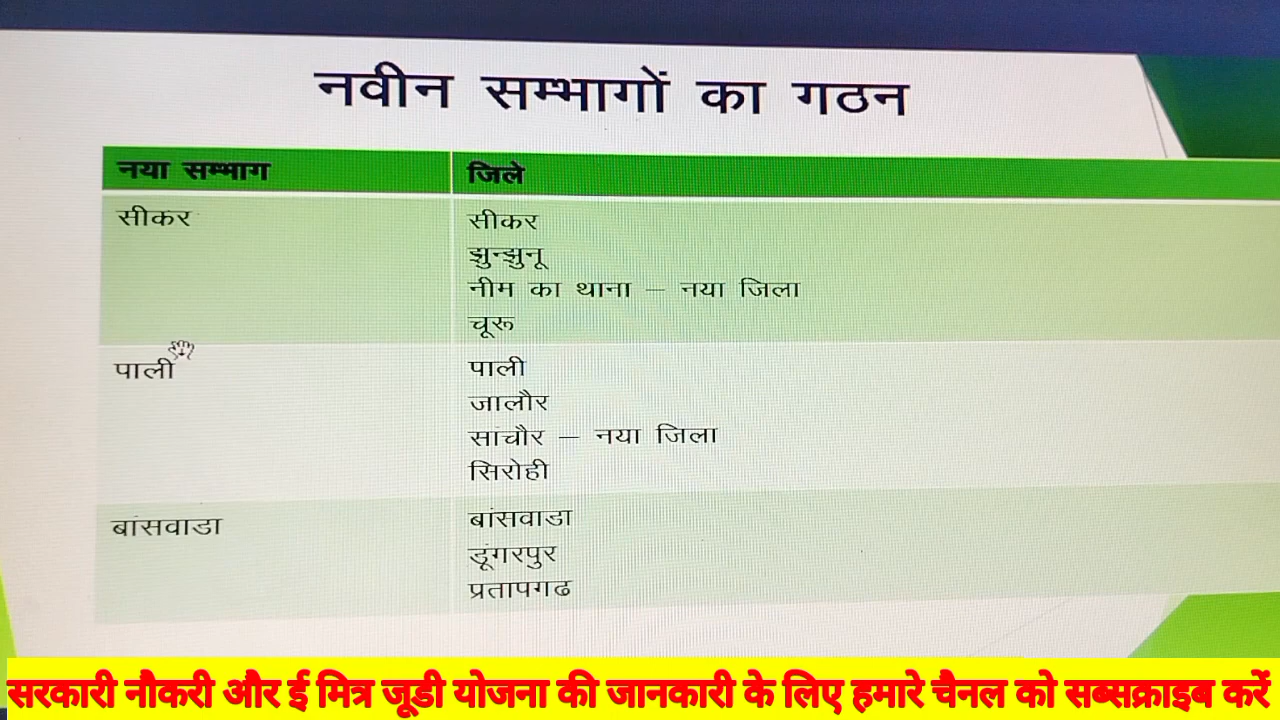 नवीन सम्भागों का गठन
नया सम्भाग जिले
सीकर सीकर
झुन्झुनू
नीम का थाना – नया जिला
चूरू
पाली पाली
जालौर
सांचौर – नया जिला
सिरोही
बांसवाडा बांसवाडा
डूंगरपुर
प्रतापगढ
सरकारी नौकरी और ई मित्र जूडी योजना की जानकारी के लिए हमारे चैनल को सब्सक्राइब करें